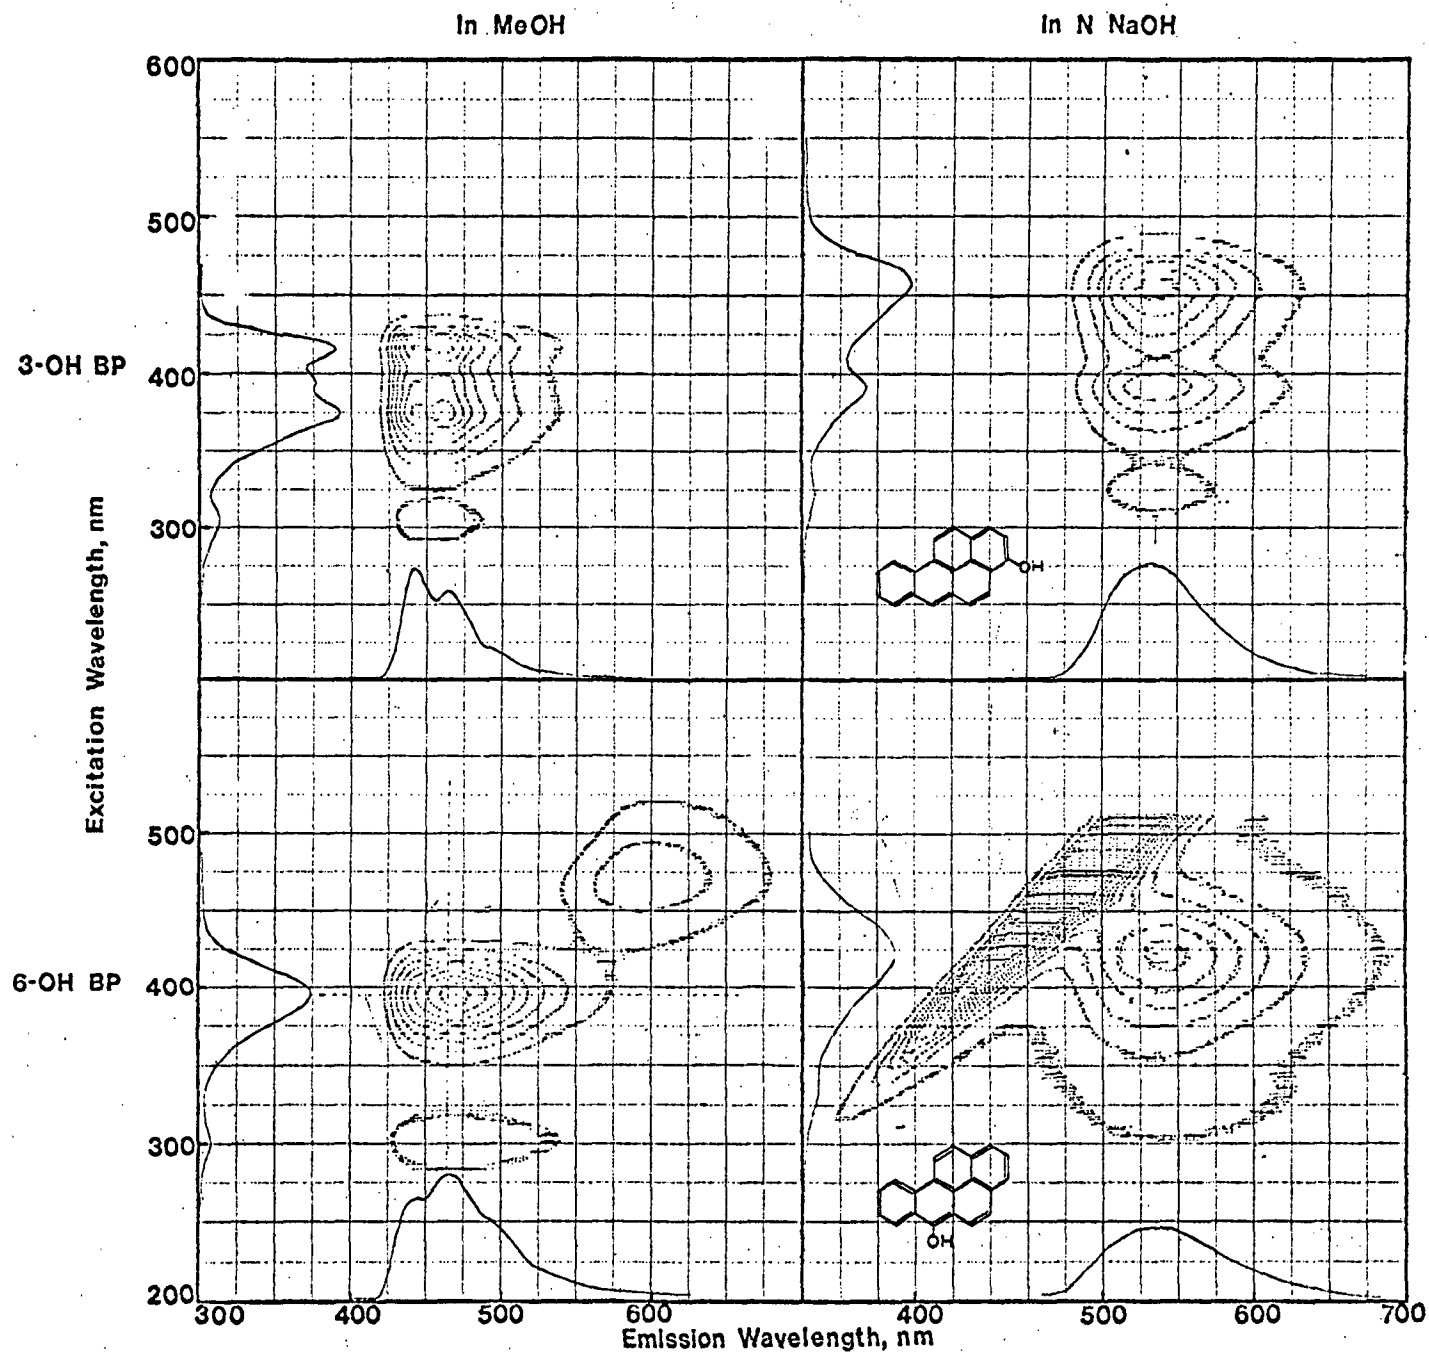 In MeOH
In N NaOH
600
500
400
300
3-OH BP
OH
Excitation Wavelength, nm
500
400
300
200
6-OH BP
OH
300 400 500 600 400 500 600 700
Emission Wavelength, nm